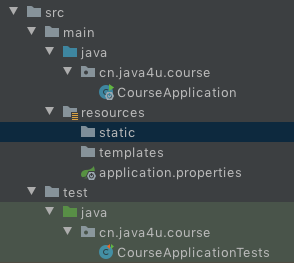 src
main
java
cn.java4u.course
CourseApplication
resources
static
templates
application.properties
test
java
cn.java4u.course
CourseApplicationTests